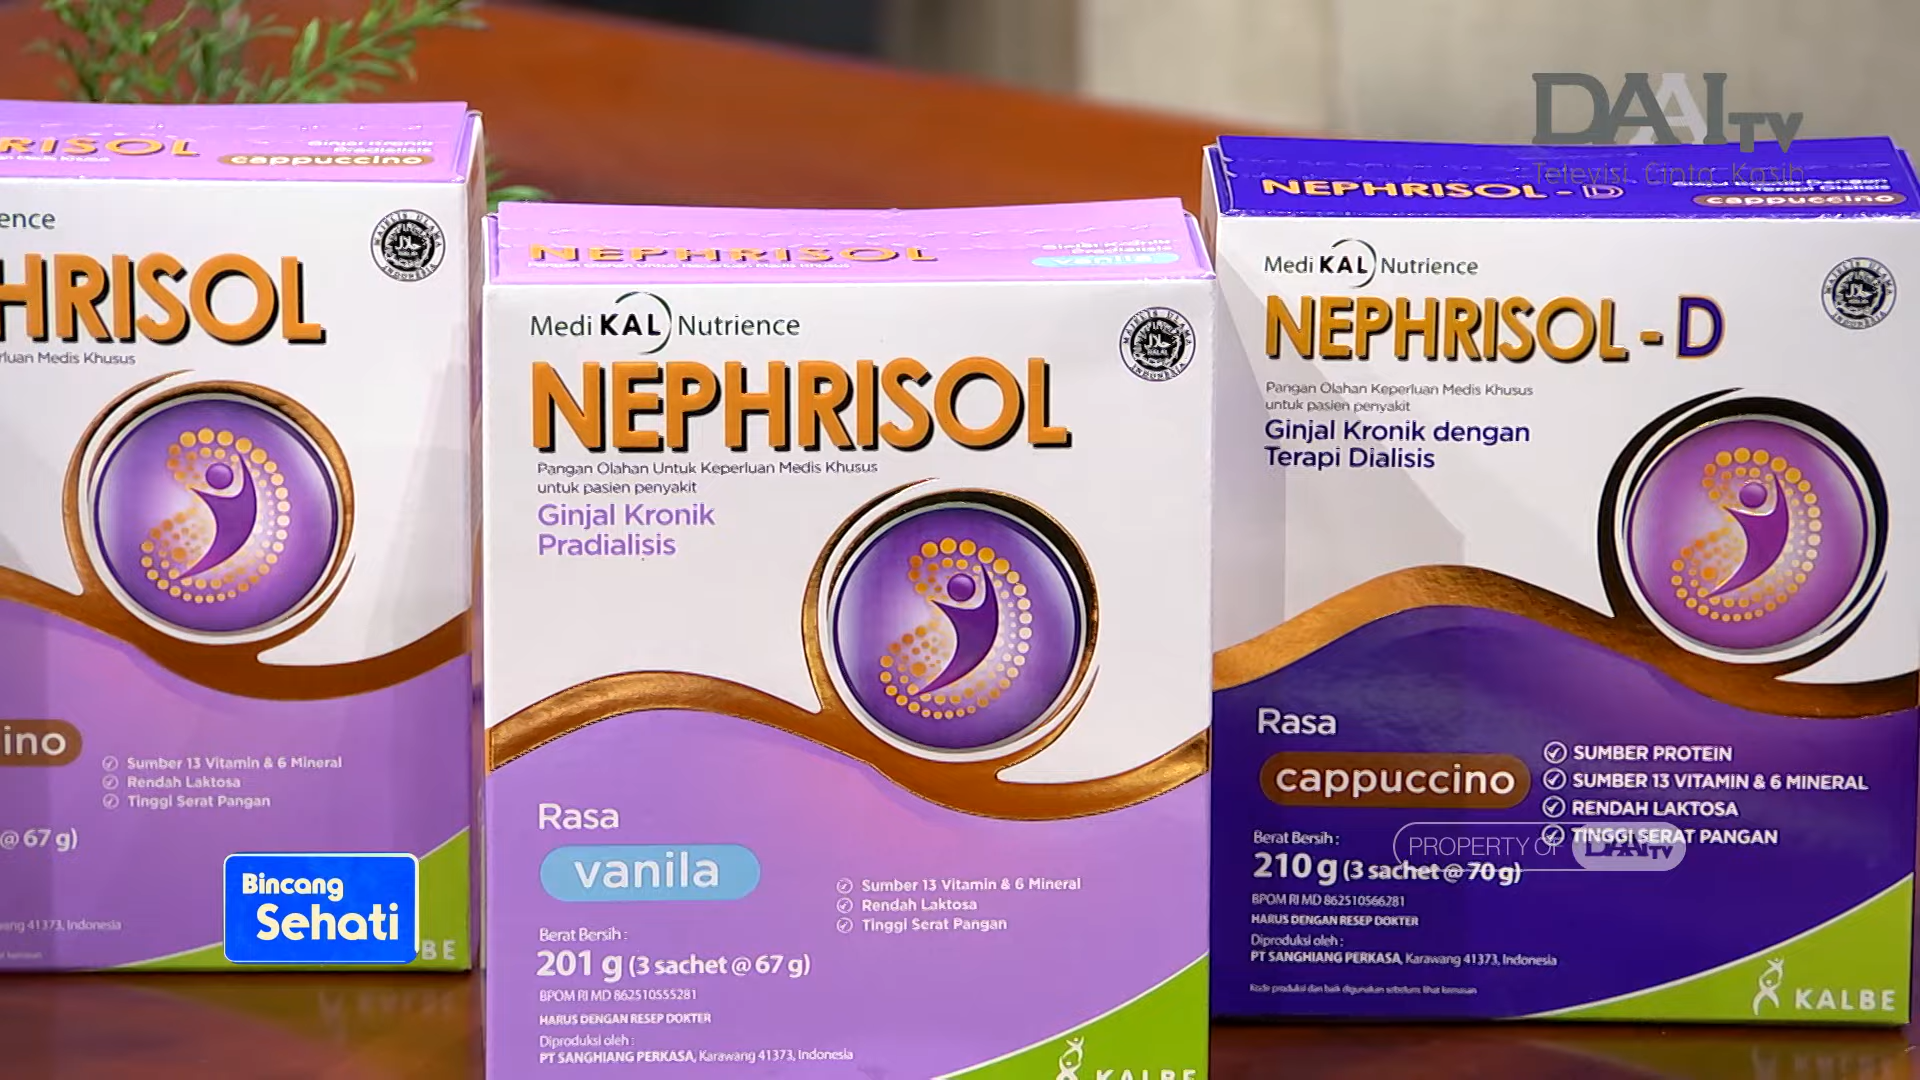 DAAI TV
Televisi Cinta Kasih
RISOL
cappuccino
ence
HRISOL
rluan Medis Khusus
ino
Sumber 13 Vitamin & 6 Mineral
Rendah Laktosa
Tinggi Serat Pangan
@ 67 g)
ang 41373, Indonesia
BE
Bincang
Sehati
NEPHRISOL
vanila
Medi KAL Nutrience
NEPHRISOL
Pangan Olahan Untuk Keperluan Medis Khusus
untuk pasien penyakit
Ginjal Kronik
Pradialisis
Rasa
vanila
Sumber 13 Vitamin & 6 Mineral
Rendah Laktosa
Tinggi Serat Pangan
Berat Bersih :
201 g (3 sachet @ 67 g)
BPOM RI MD 862510555281
HARUS DENGAN RESEP DOKTER
Diproduksi oleh :
PT SANGHIANG PERKASA, Karawang 41373, Indonesia
KALBE
NEPHRISOL - D
cappuccino
Medi KAL Nutrience
NEPHRISOL - D
Pangan Olahan Keperluan Medis Khusus
untuk pasien penyakit
Ginjal Kronik dengan
Terapi Dialisis
Rasa
cappuccino
SUMBER PROTEIN
SUMBER 13 VITAMIN & 6 MINERAL
RENDAH LAKTOSA
TINGGI SERAT PANGAN
PROPERTY OF DAAI TV
Berat Bersih :
210 g (3 sachet @ 70 g)
BPOM RI MD 862510566281
HARUS DENGAN RESEP DOKTER
Diproduksi oleh :
PT SANGHIANG PERKASA, Karawang 41373, Indonesia
KALBE